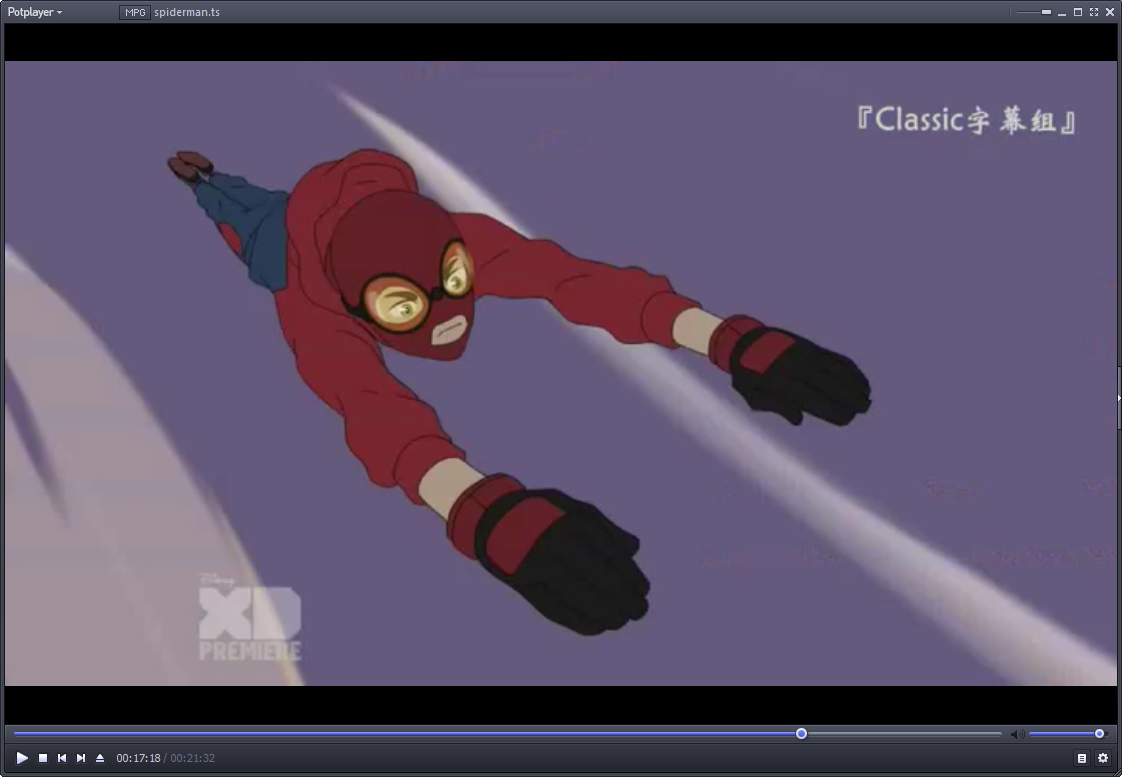 Potplayer
MPG spiderman.ts
『Classic字幕组』
Disney
XD
PREMIERE
00:17:18 / 00:21:32